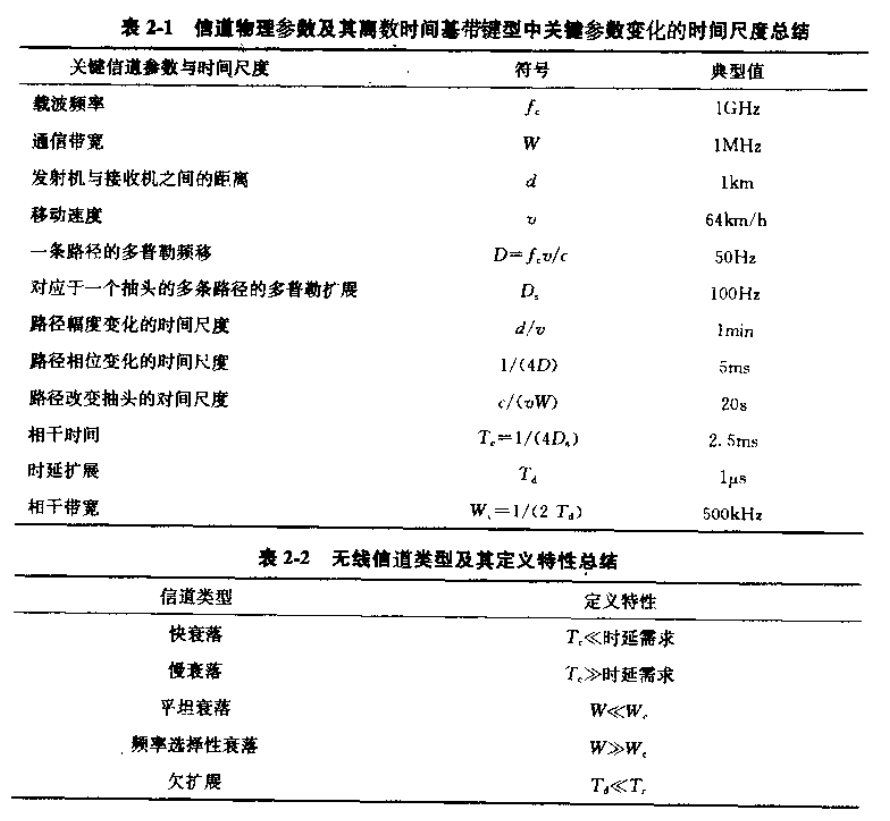 表 2-1 信道物理参数及其离散时间基带键型中关键参数变化的时间尺度总结
关键信道参数与时间尺度 符号 典型值
载波频率 f_c 1GHz
通信带宽 W 1MHz
发射机与接收机之间的距离 d 1km
移动速度 v 64km/h
一条路径的多普勒频移 D=f_c v/c 50Hz
对应于一个抽头的多条路径的多普勒扩展 D_s 100Hz
路径幅度变化的时间尺度 d/v 1min
路径相位变化的时间尺度 1/(4D) 5ms
路径改变抽头的对间尺度 c/(vW) 20s
相干时间 T_c=1/(4D_s) 2.5ms
时延扩展 T_d 1μs
相干带宽 W_c=1/(2 T_d) 500kHz
表 2-2 无线信道类型及其定义特性总结
信道类型 定义特性
快衰落 T_c≪时延需求
慢衰落 T_c≫时延需求
平坦衰落 W≪W_c
频率选择性衰落 W≫W_c
欠扩展 T_d≪T_c